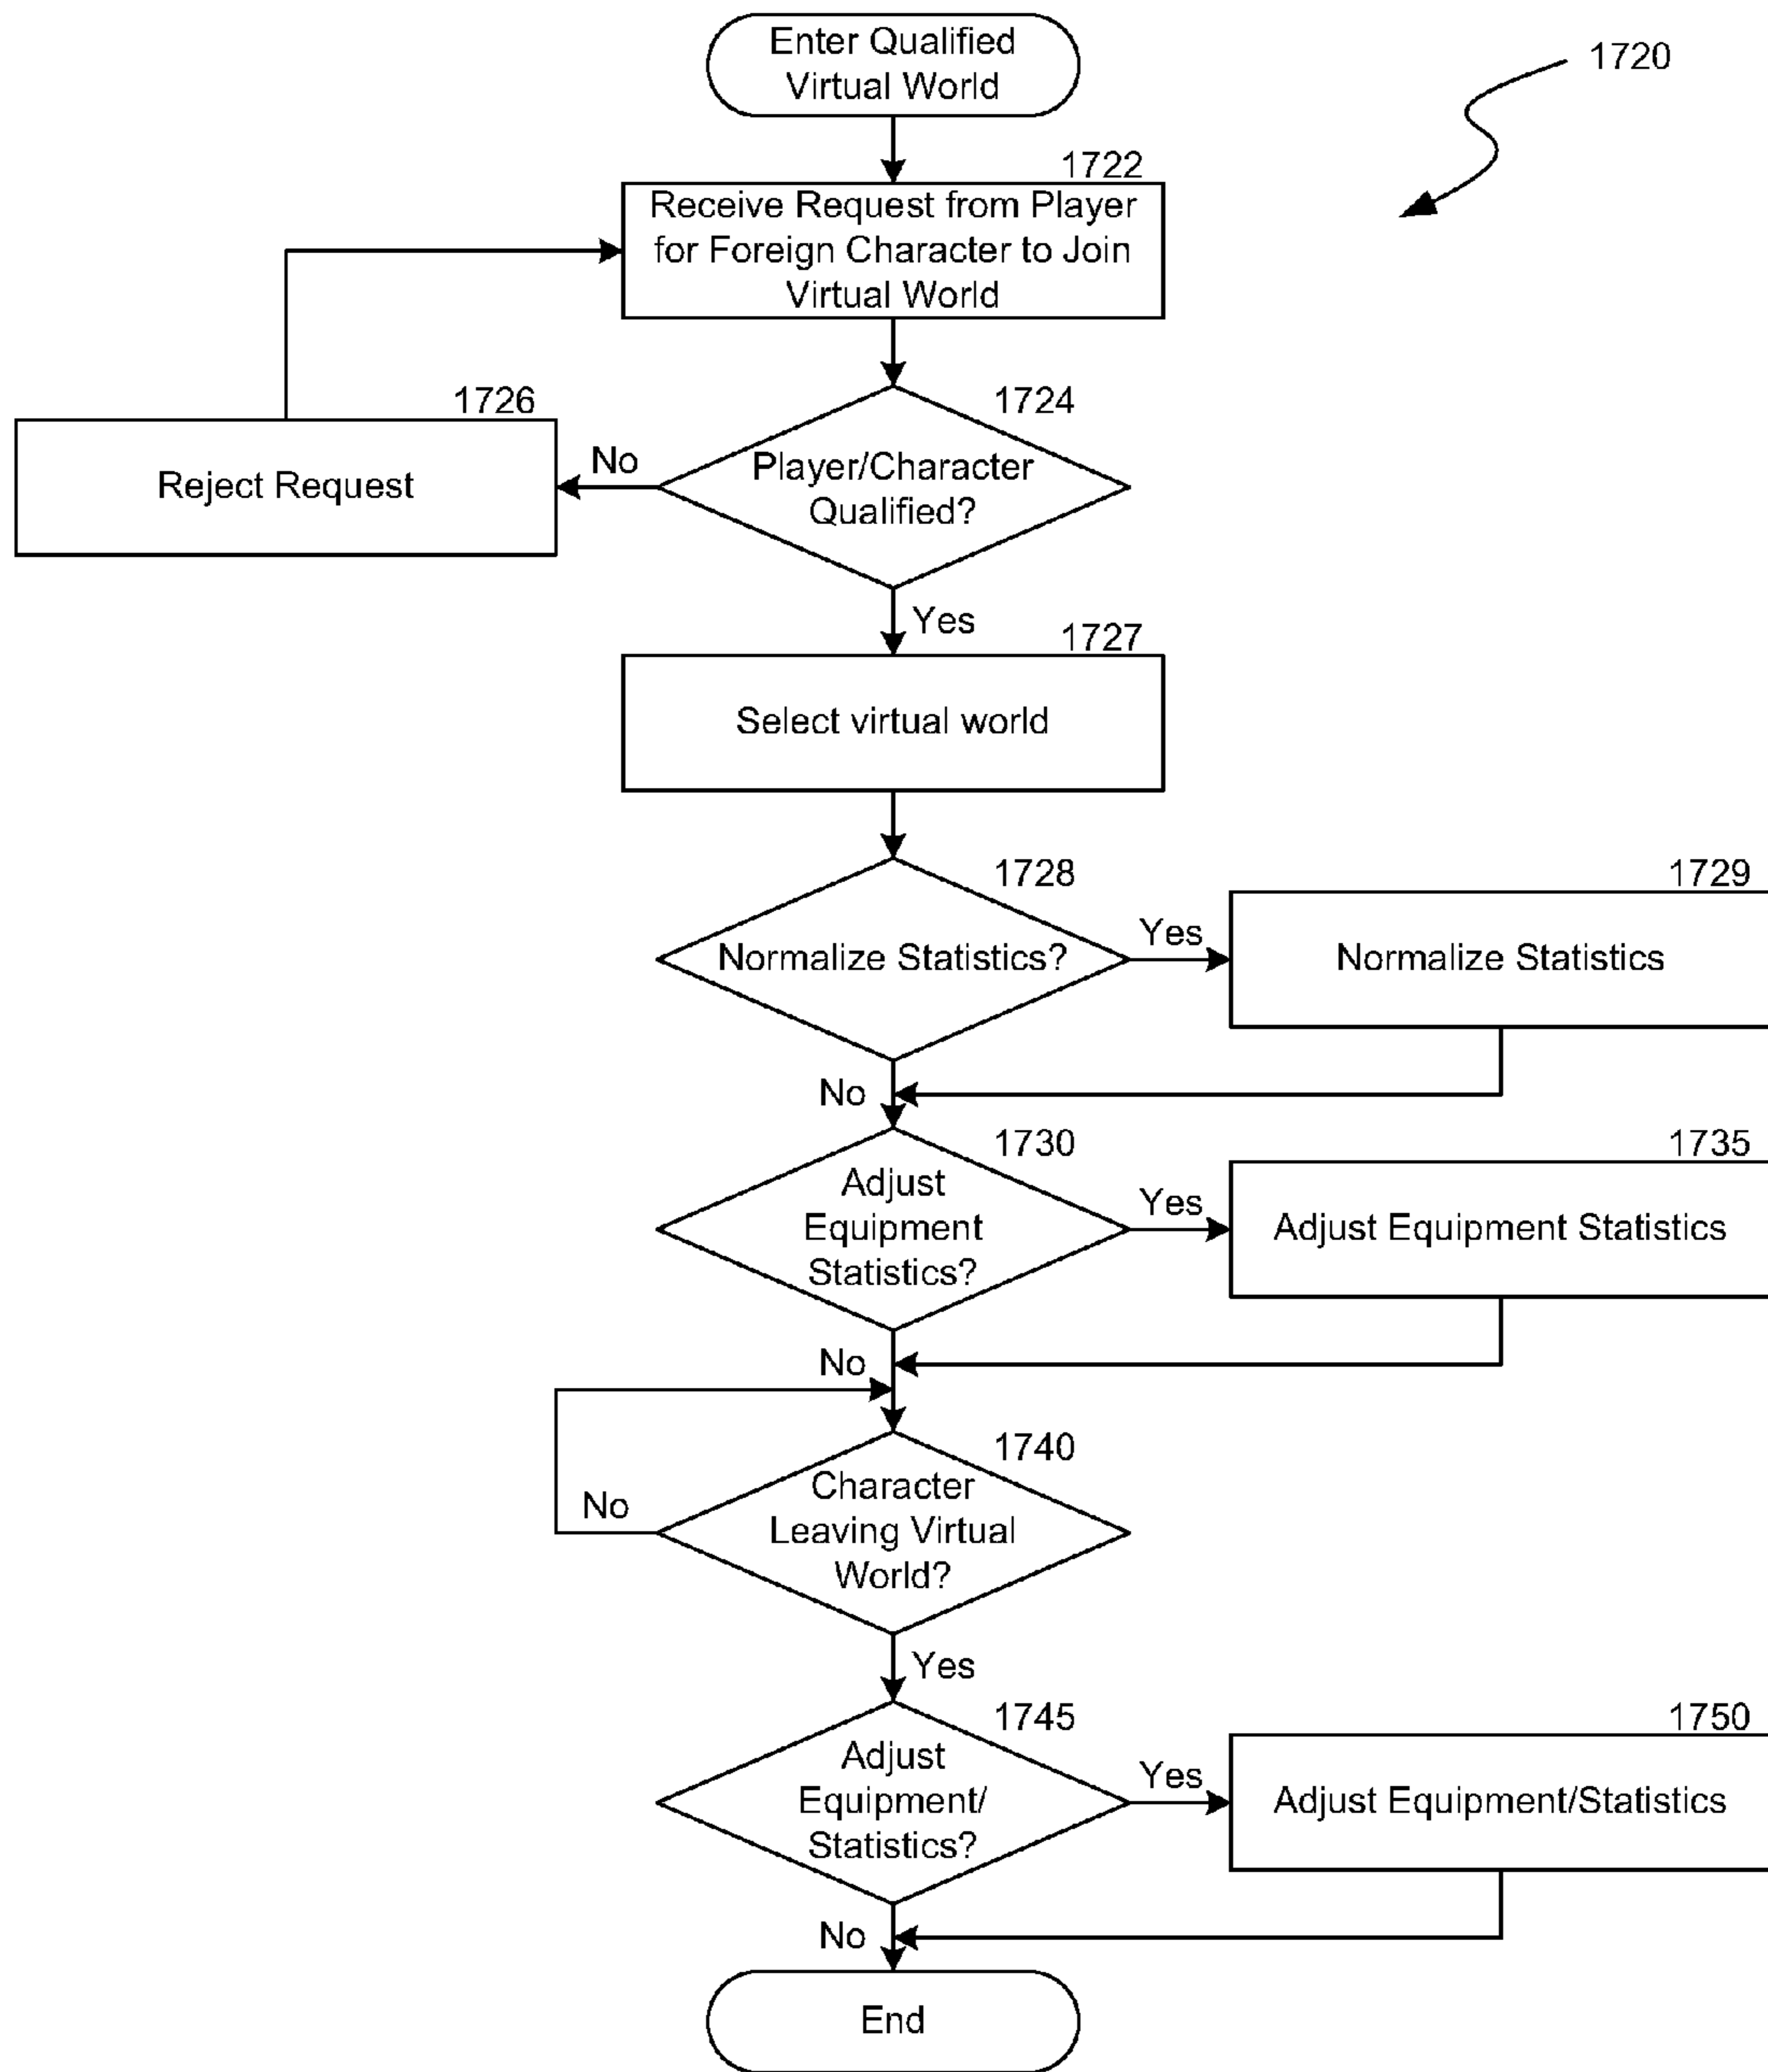 Enter Qualified
Virtual World
1720
1722
Receive Request from Player
for Foreign Character to Join
Virtual World
1726
Reject Request
No
1724
Player/Character
Qualified?
Yes
1727
Select virtual world
1728
Normalize Statistics?
Yes
1729
Normalize Statistics
No
1730
Adjust
Equipment
Statistics?
Yes
1735
Adjust Equipment Statistics
No
1740
Character
Leaving Virtual
World?
No
Yes
1745
Adjust
Equipment/
Statistics?
Yes
1750
Adjust Equipment/Statistics
No
End